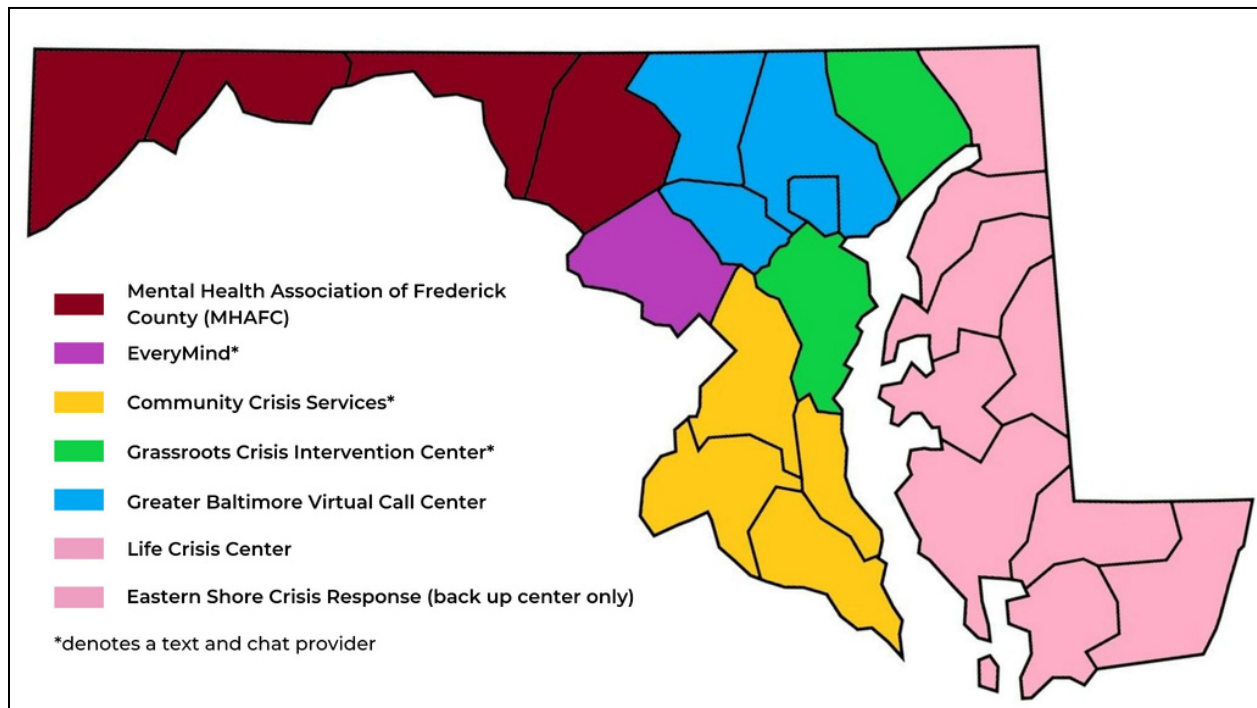 Mental Health Association of Frederick
County (MHAFC)
EveryMind*
Community Crisis Services*
Grassroots Crisis Intervention Center*
Greater Baltimore Virtual Call Center
Life Crisis Center
Eastern Shore Crisis Response (back up center only)
*denotes a text and chat provider